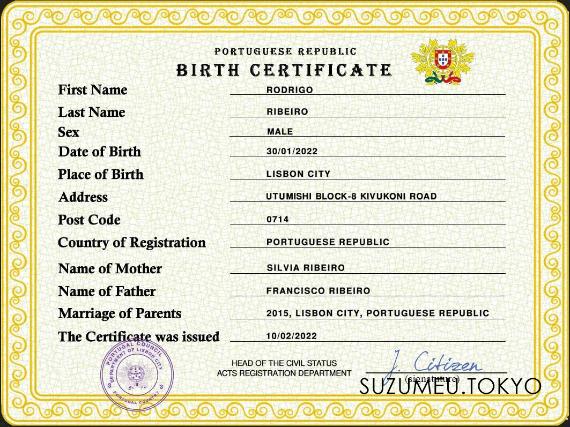 PORTUGUESE REPUBLIC
BIRTH CERTIFICATE
First Name RODRIGO
Last Name RIBEIRO
Sex MALE
Date of Birth 30/01/2022
Place of Birth LISBON CITY
Address UTUMISHI BLOCK-8 KIVUKONI ROAD
Post Code 0714
Country of Registration PORTUGUESE REPUBLIC
Name of Mother SILVIA RIBEIRO
Name of Father FRANCISCO RIBEIRO
Marriage of Parents 2015, LISBON CITY, PORTUGUESE REPUBLIC
The Certificate was issued 10/02/2022
PORTUGAL COUNCIL
DEPARTMENT OF LISBON CITY
HEAD OF THE CIVIL STATUS
ACTS REGISTRATION DEPARTMENT
J. Citizen
(signature)
SUZUMEU.TOKYO